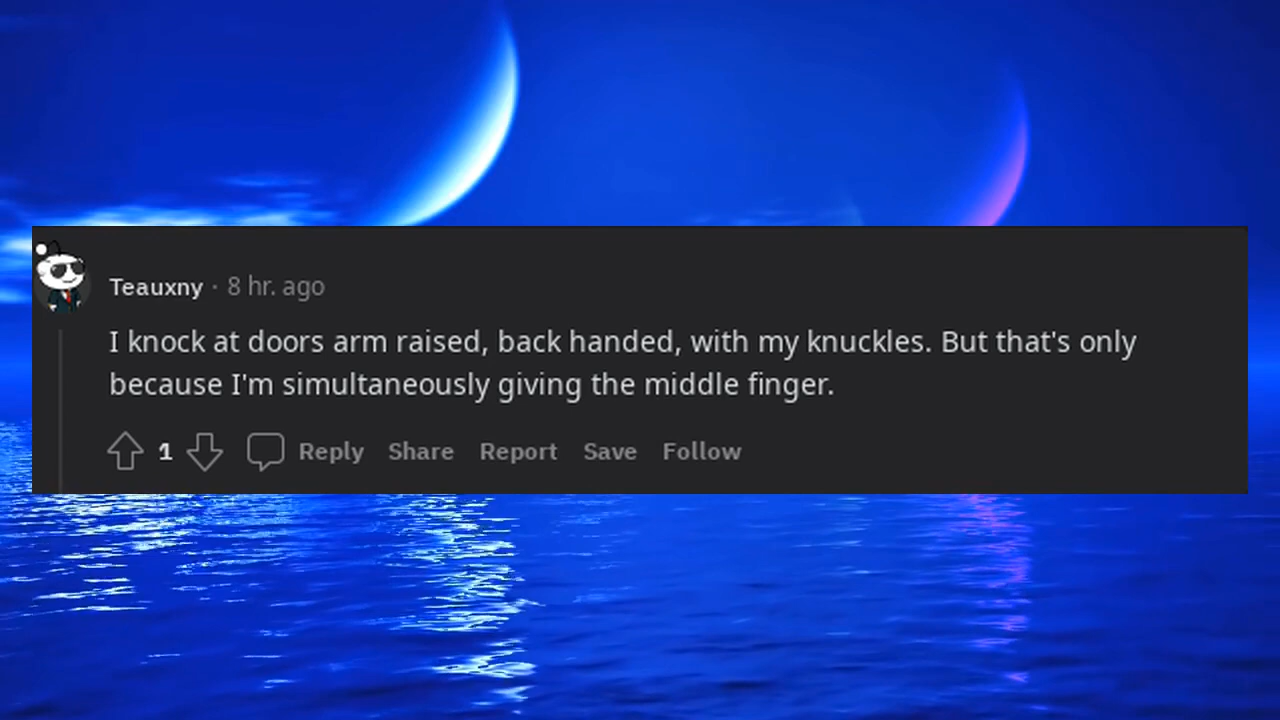 Teauxny · 8 hr. ago
I knock at doors arm raised, back handed, with my knuckles. But that's only
because I'm simultaneously giving the middle finger.
1 Reply Share Report Save Follow